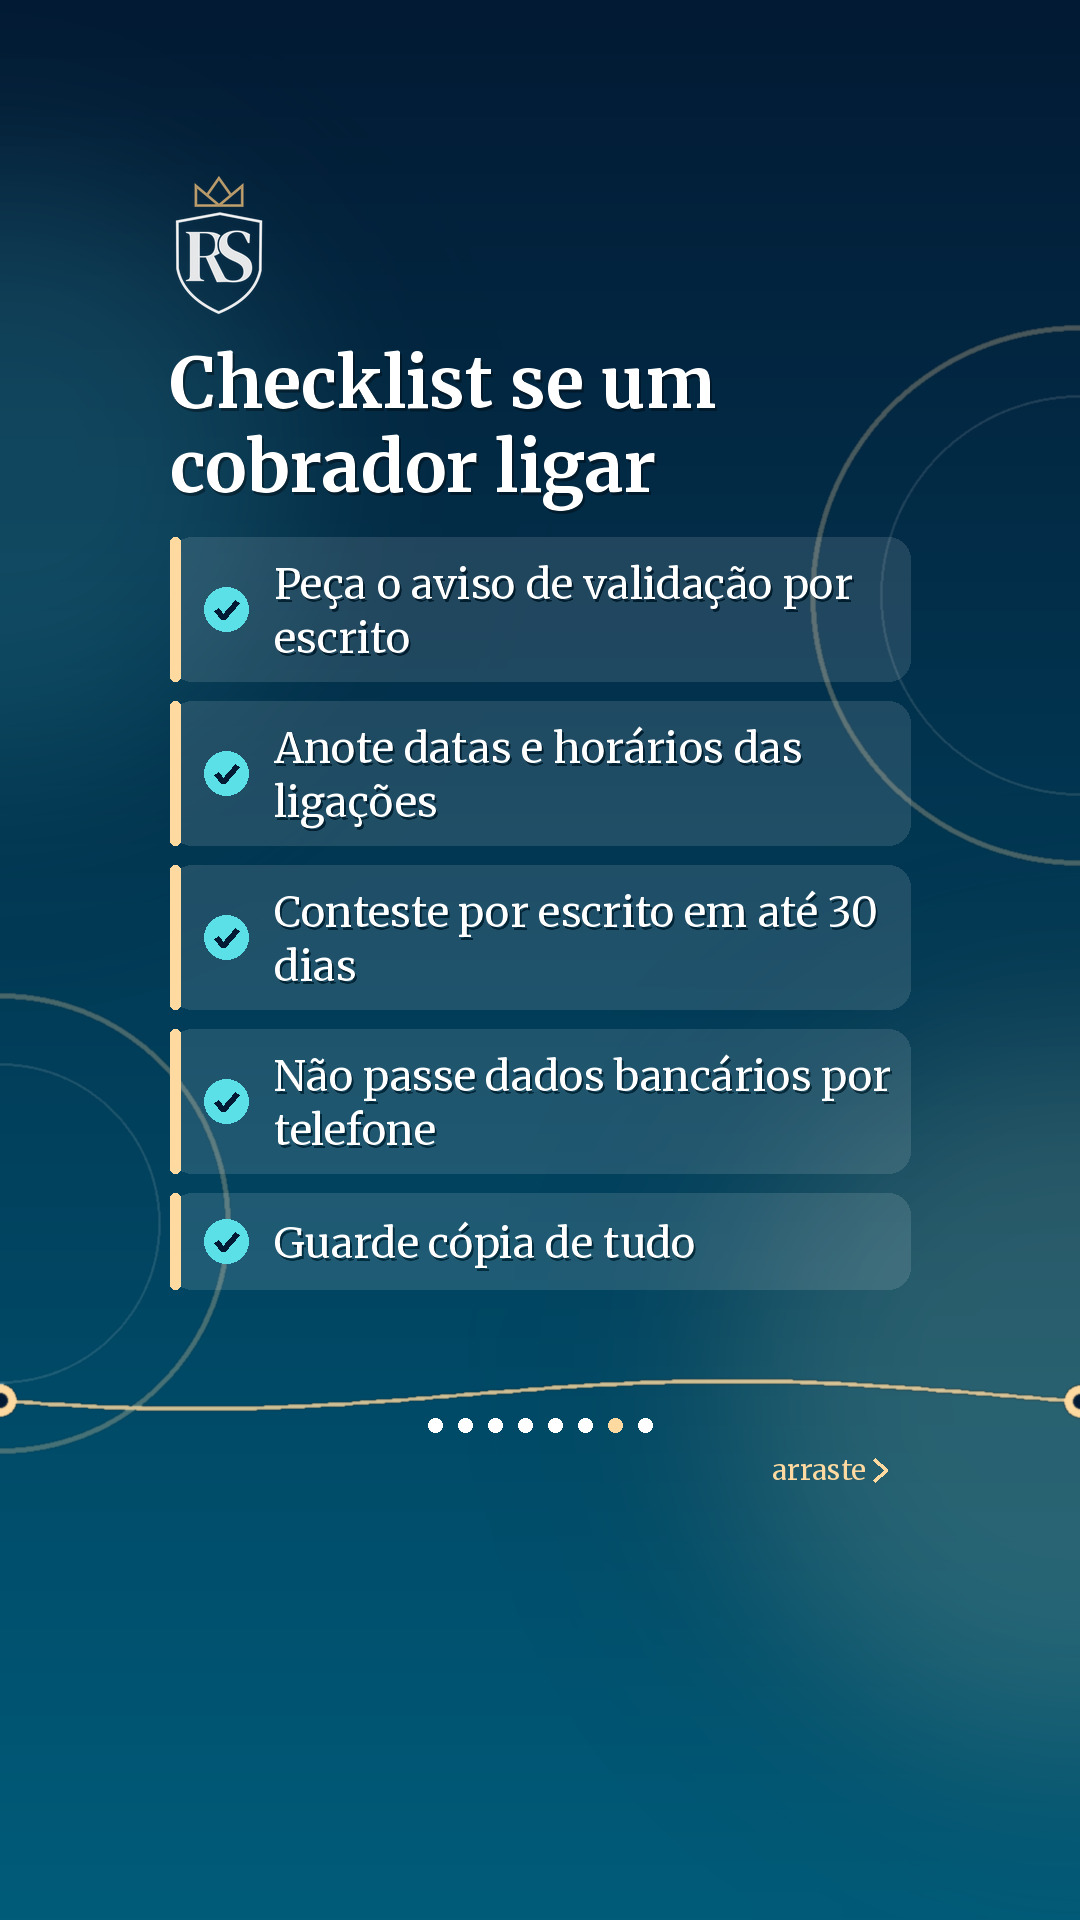 RS
Checklist se um
cobrador ligar
Peça o aviso de validação por
escrito
Anote datas e horários das
ligações
Conteste por escrito em até 30
dias
Não passe dados bancários por
telefone
Guarde cópia de tudo
arraste